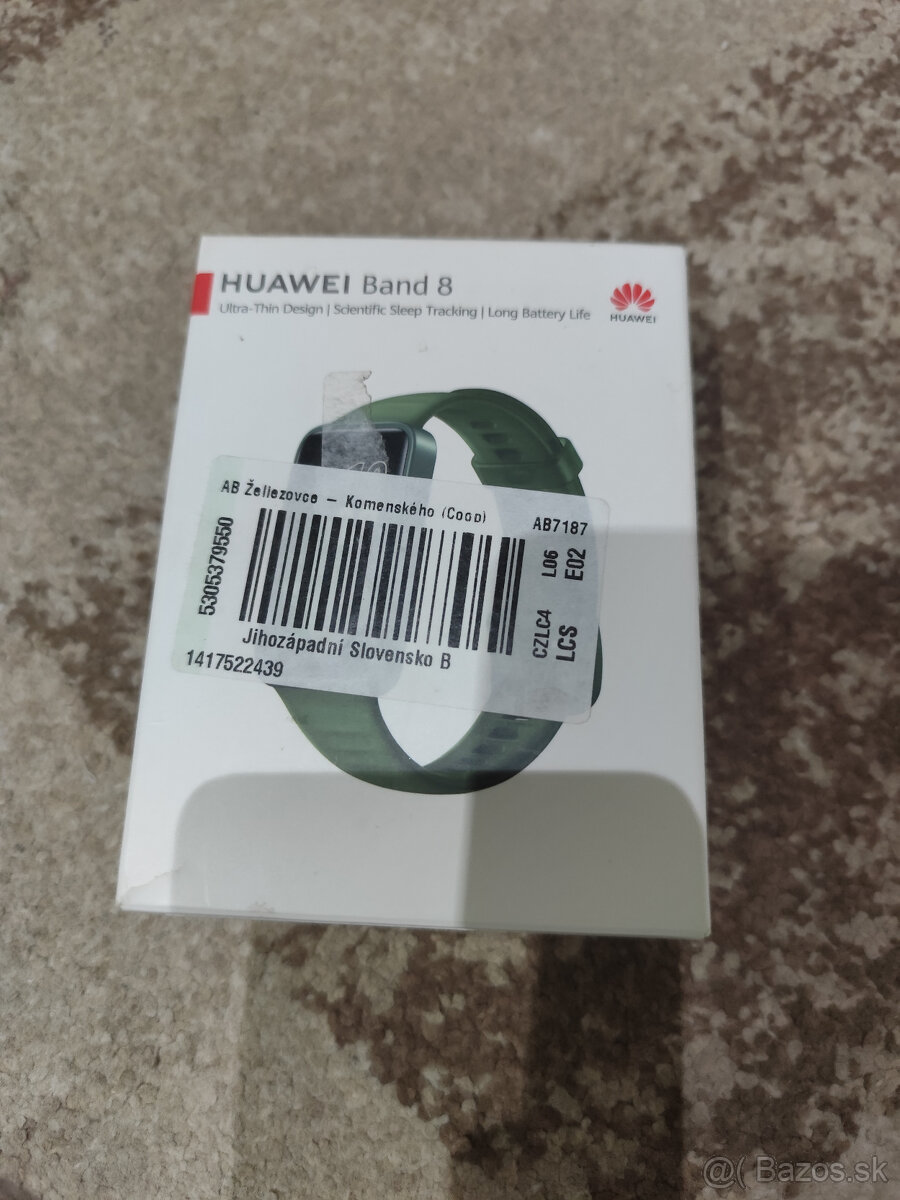 HUAWEI Band 8
Ultra-Thin Design | Scientific Sleep Tracking | Long Battery Life
HUAWEI
AB Želiezovce – Komenského (Coop)
AB7187
5305379550
L06
E02
CZLC4
LCS
Jihozápadní Slovensko B
1417522439
@( Bazos.sk